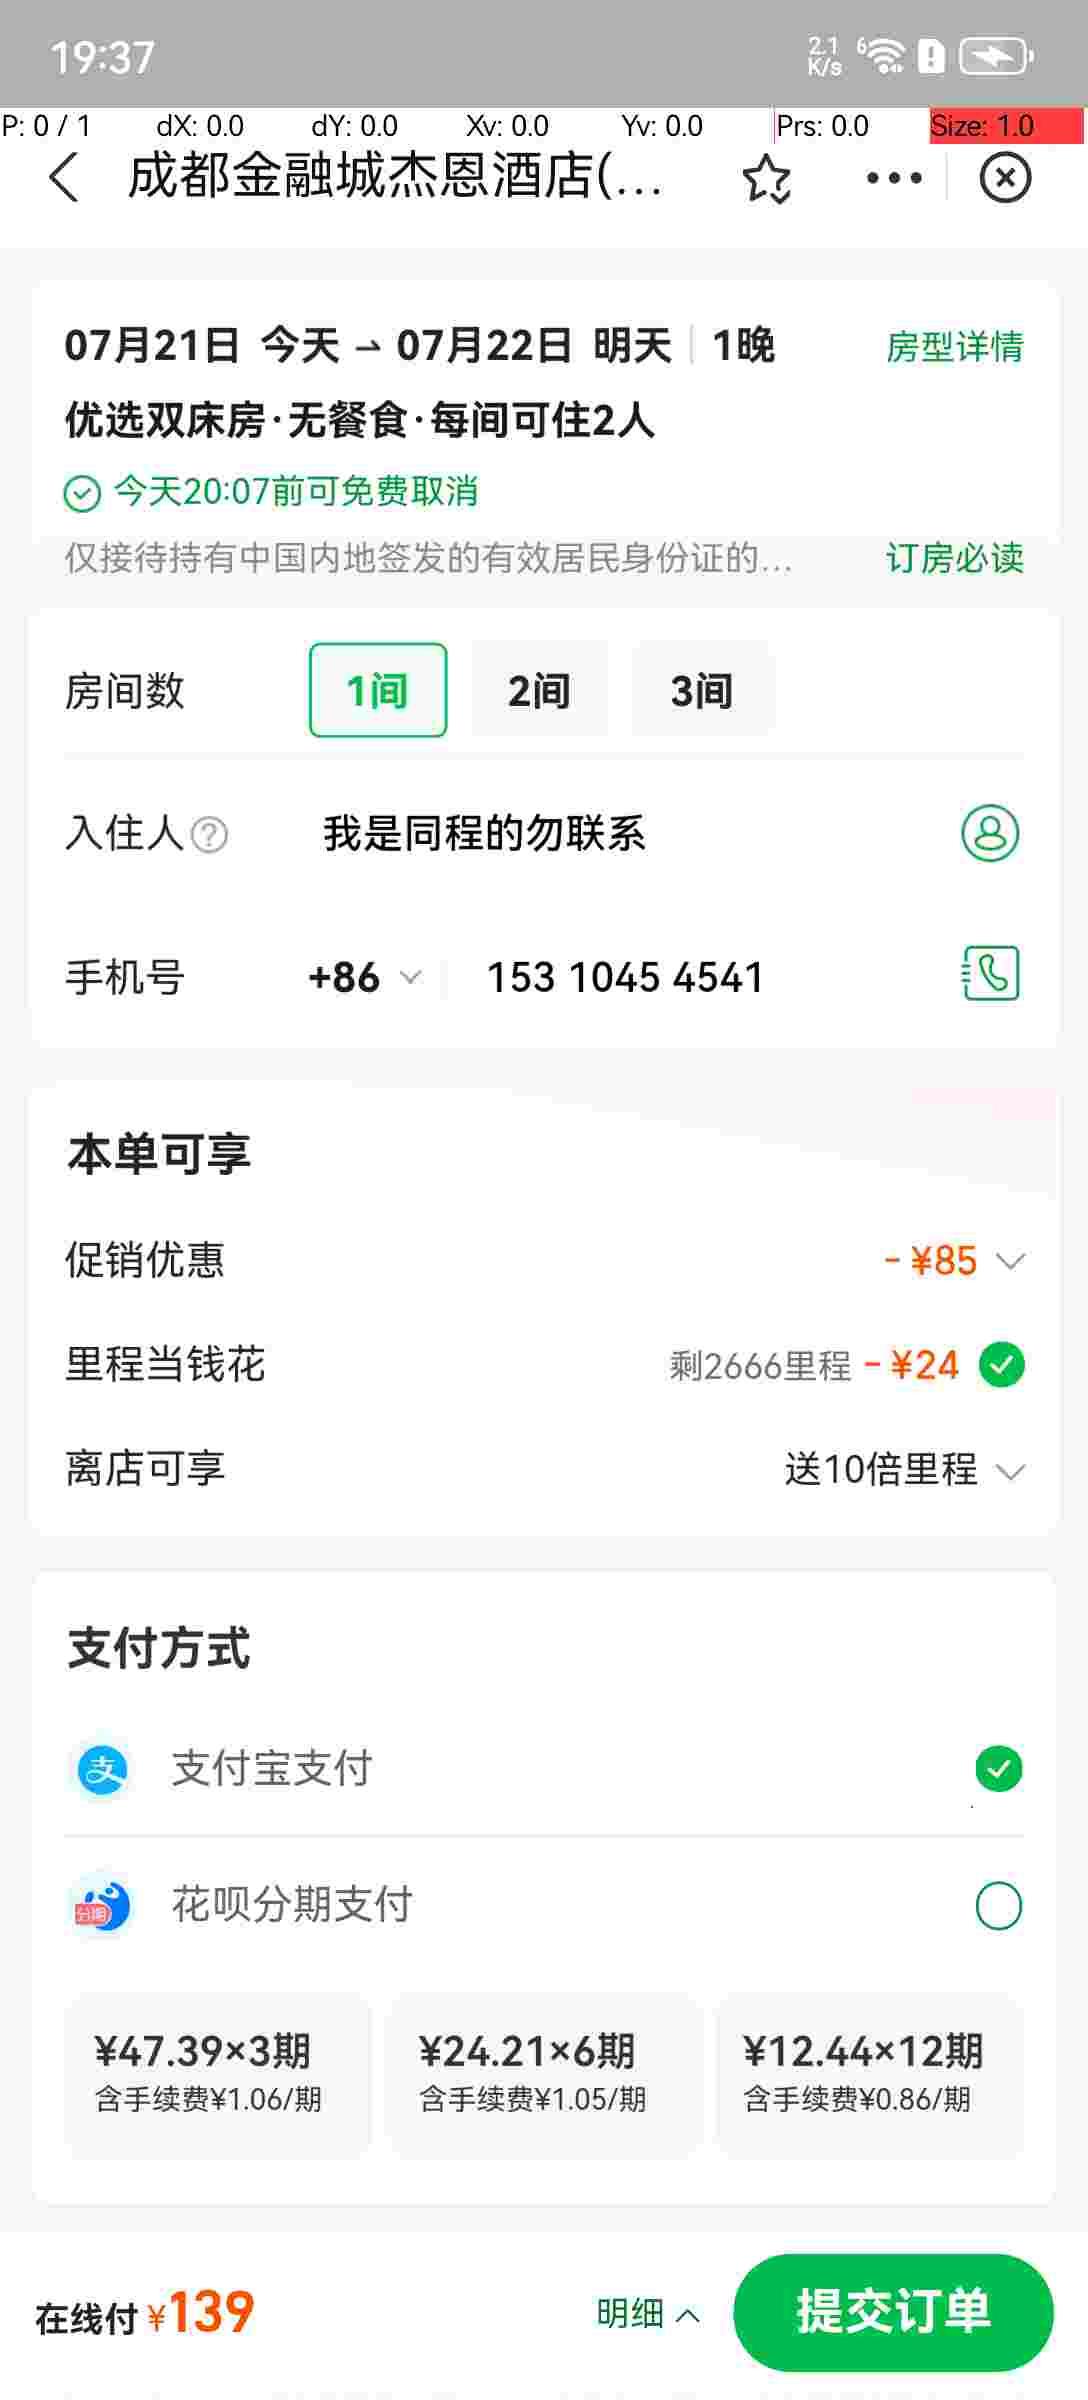 19:37
2.1 K/s
6
P: 0 / 1 dX: 0.0 dY: 0.0 Xv: 0.0 Yv: 0.0 Prs: 0.0 Size: 1.0
成都金融城杰恩酒店(...
07月21日 今天 → 07月22日 明天 1晚 房型详情
优选双床房·无餐食·每间可住2人
今天20:07前可免费取消
仅接待持有中国内地签发的有效居民身份证的... 订房必读
房间数 1间 2间 3间
入住人? 我是同程的勿联系
手机号 +86 153 1045 4541
本单可享
促销优惠 -¥85
里程当钱花 剩2666里程 -¥24
离店可享 送10倍里程
支付方式
支 支付宝支付
分期 花呗分期支付
¥47.39×3期 ¥24.21×6期 ¥12.44×12期
含手续费¥1.06/期 含手续费¥1.05/期 含手续费¥0.86/期
在线付 ¥139 明细 提交订单